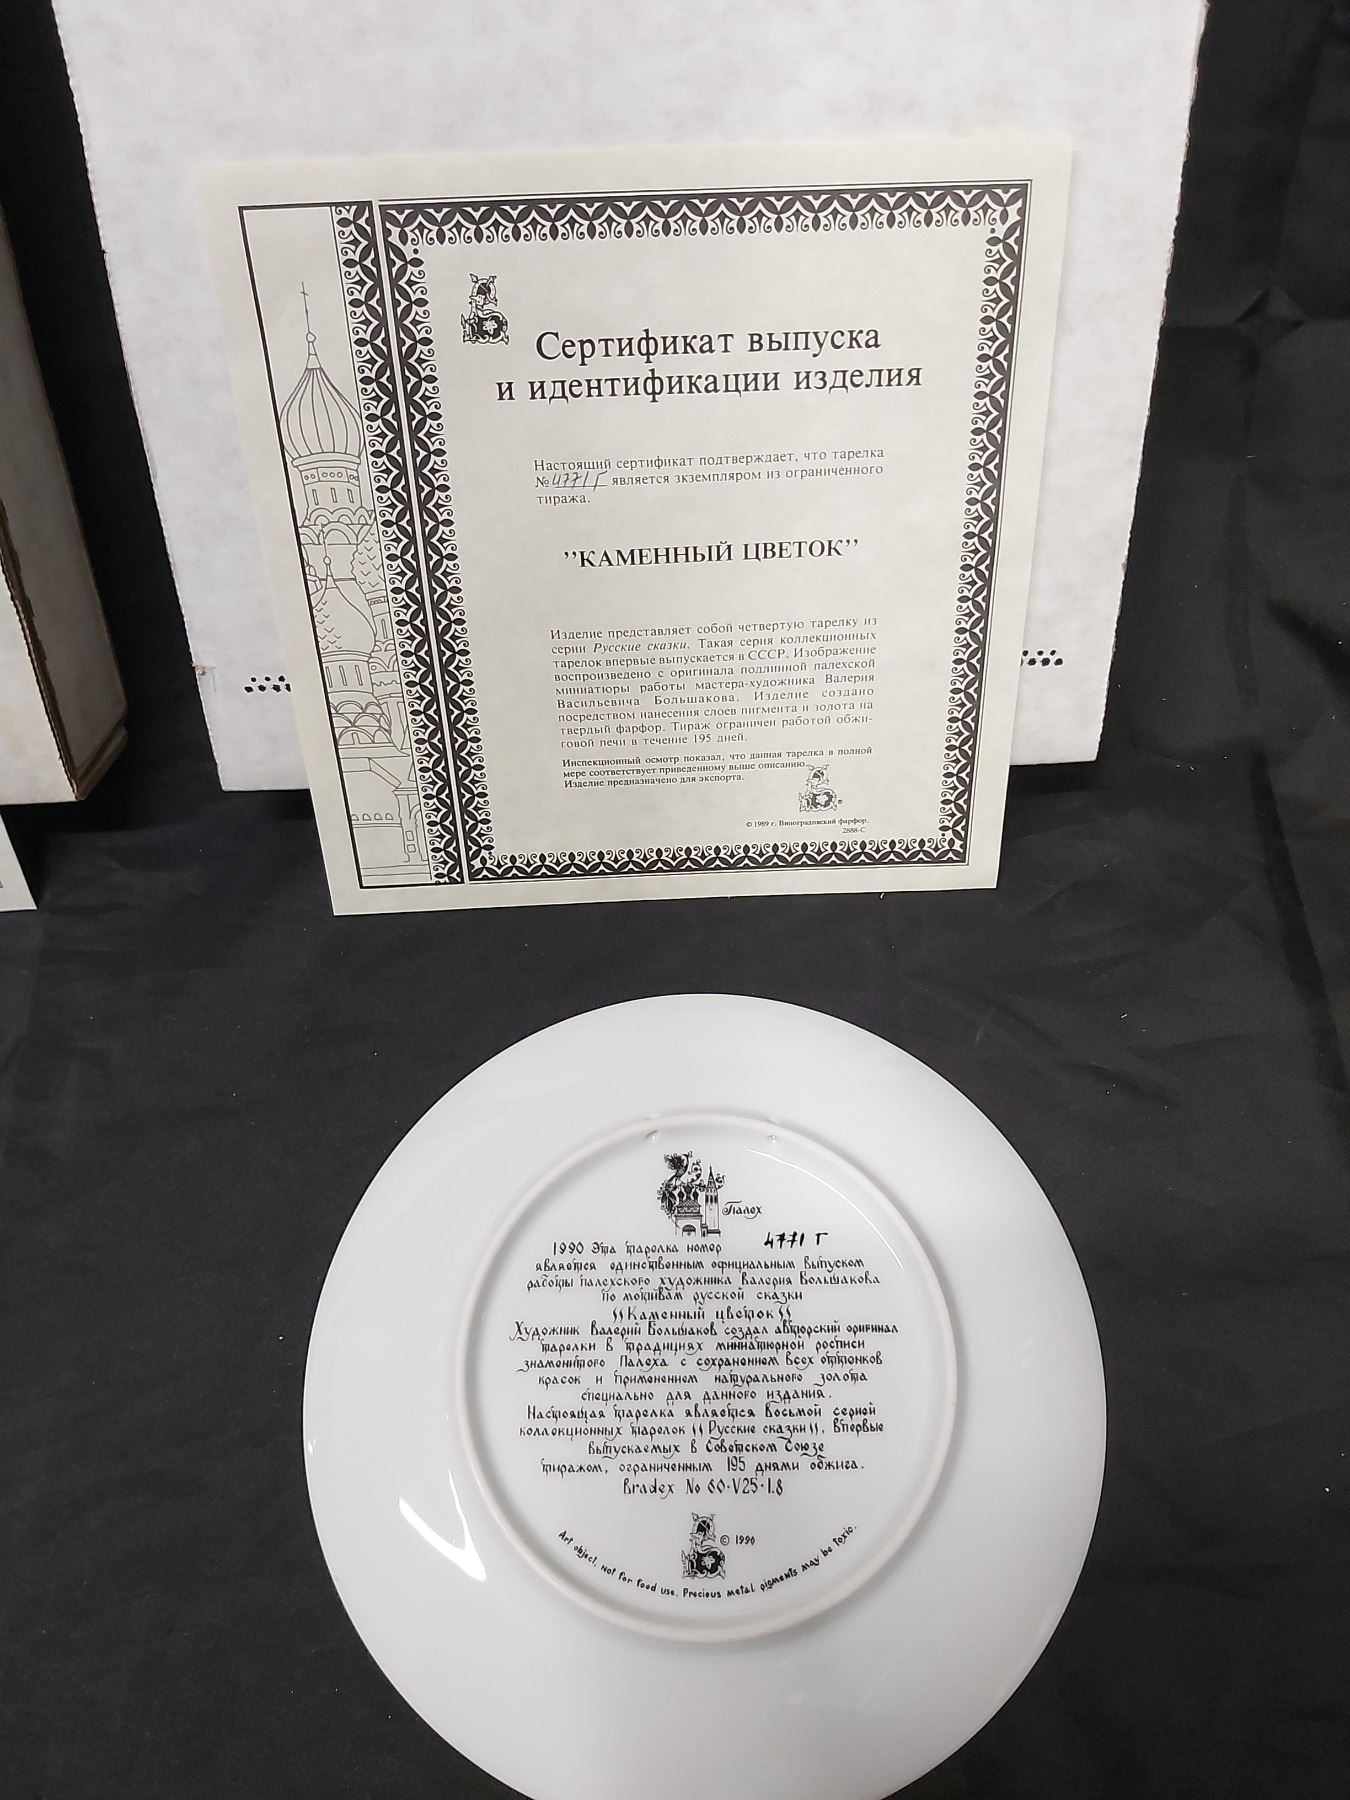 Сертификат выпуска
и идентификации изделия
Настоящий сертификат подтверждает, что тарелка
№ 4771 Г является экземпляром из ограниченного
тиража.
”КАМЕННЫЙ ЦВЕТОК”
Изделие представляет собой четвертую тарелку из
серии Русские сказки. Такая серия коллекционных
тарелок впервые выпускается в СССР. Изображение
воспроизведено с оригинала подлинной палехской
миниатюры работы мастера-художника Валерия
Васильевича Большакова. Изделие создано
посредством нанесения слоев пигмента и золота на
твердый фарфор. Тираж ограничен работой обжи-
говой печи в течение 195 дней.
Инспекционный осмотр показал, что данная тарелка в полной
мере соответствует приведенному выше описанию.
Изделие предназначено для экспорта.
© 1989 г. Виноградовский фарфор.
2888-C
Палех
1990 Эта тарелка номер 4771 Г
является единственным официальным выпуском
работы палехского художника Валерия Большакова
по мотивам русской сказки
"Каменный цветок"
Художник Валерий Большаков создал авторский оригинал
тарелки в традициях миниатюрной росписи
знаменитого Палеха с сохранением всех оттенков
красок и применением натурального золота
специально для данного издания.
Настоящая тарелка является восьмой серией
коллекционных тарелок "Русские сказки", впервые
выпускаемых в Советском Союзе
тиражом, ограниченным 195 днями обжига.
Bradex No 60-V25-1.8
© 1990
Art object, not for food use. Precious metal pigments may be toxic.